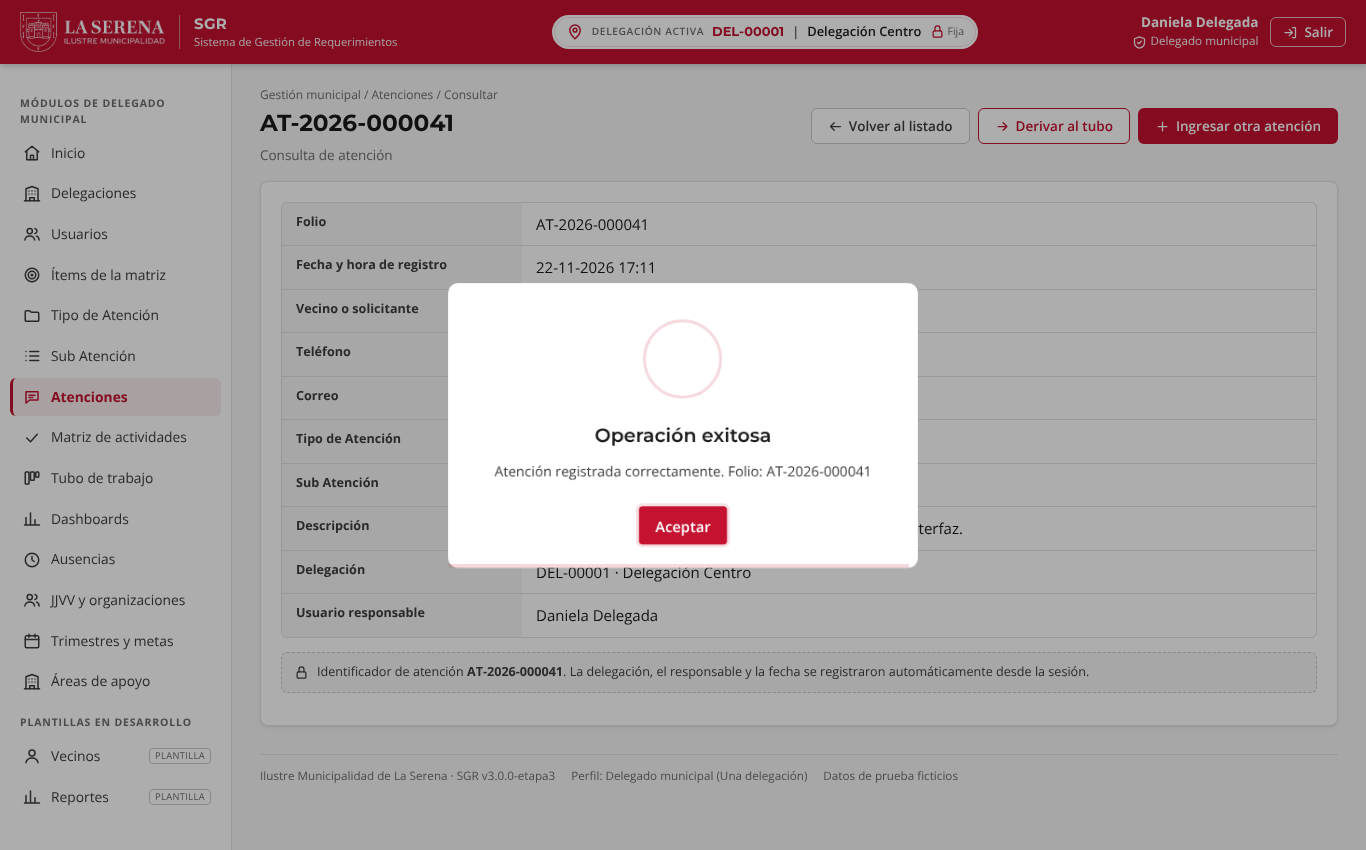 LA SERENA
ILUSTRE MUNICIPALIDAD
SGR
Sistema de Gestión de Requerimientos
DELEGACIÓN ACTIVA DEL-00001 | Delegación Centro Fija
Daniela Delegada
Delegado municipal
Salir
MÓDULOS DE DELEGADO
MUNICIPAL
Inicio
Delegaciones
Usuarios
Ítems de la matriz
Tipo de Atención
Sub Atención
Atenciones
Matriz de actividades
Tubo de trabajo
Dashboards
Ausencias
JJVV y organizaciones
Trimestres y metas
Áreas de apoyo
PLANTILLAS EN DESARROLLO
Vecinos PLANTILLA
Reportes PLANTILLA
Gestión municipal / Atenciones / Consultar
AT-2026-000041
Consulta de atención
Volver al listado
Derivar al tubo
Ingresar otra atención
Folio AT-2026-000041
Fecha y hora de registro 22-11-2026 17:11
Vecino o solicitante
Teléfono
Correo
Tipo de Atención
Sub Atención
Descripción terfaz.
Delegación DEL-00001 · Delegación Centro
Usuario responsable Daniela Delegada
Operación exitosa
Atención registrada correctamente. Folio: AT-2026-000041
Aceptar
Identificador de atención AT-2026-000041. La delegación, el responsable y la fecha se registraron automáticamente desde la sesión.
Ilustre Municipalidad de La Serena · SGR v3.0.0-etapa3 Perfil: Delegado municipal (Una delegación) Datos de prueba ficticios